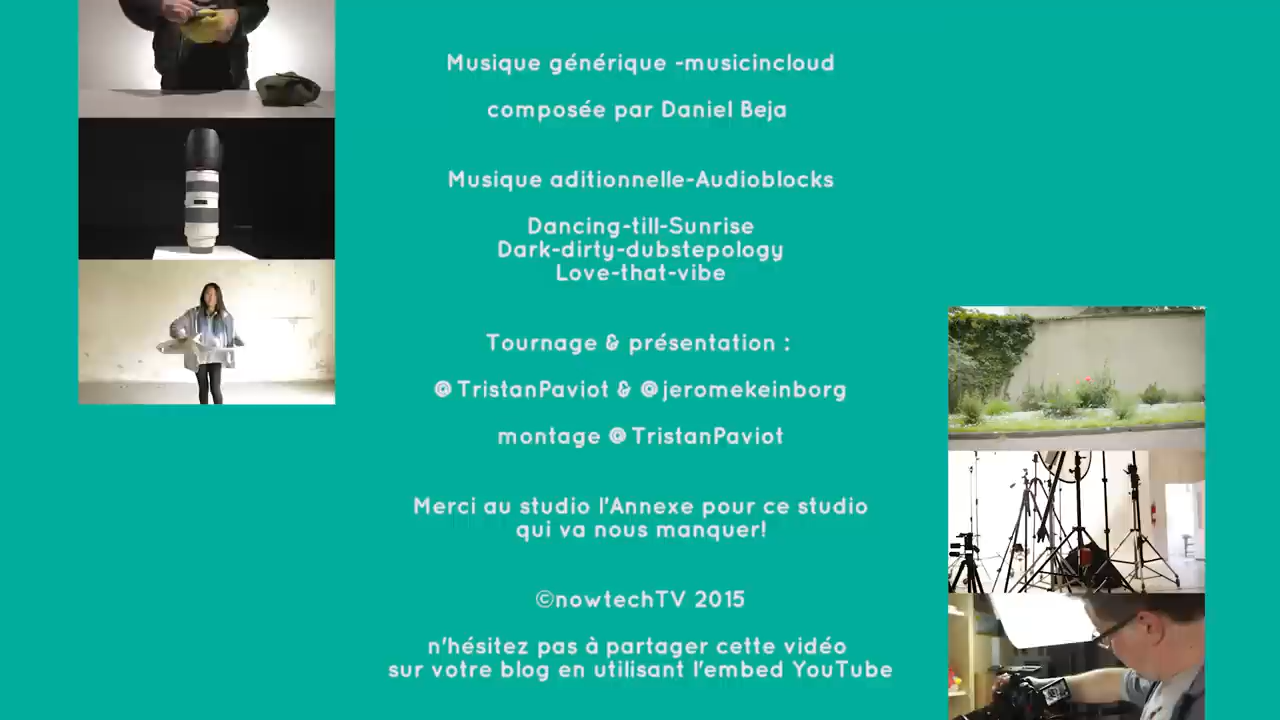 Musique générique -musicincloud
composée par Daniel Beja
Musique aditionnelle-Audioblocks
Dancing-till-Sunrise
Dark-dirty-dubstepology
Love-that-vibe
Tournage & présentation :
@TristanPaviot & @jeromekeinborg
montage @TristanPaviot
Merci au studio l'Annexe pour ce studio
qui va nous manquer!
©nowtechTV 2015
n'hésitez pas à partager cette vidéo
sur votre blog en utilisant l'embed YouTube